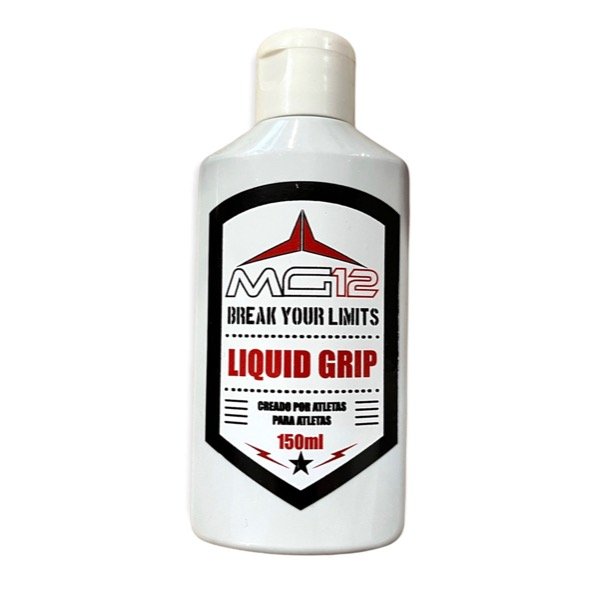 MG12
BREAK YOUR LIMITS
LIQUID GRIP
CREADO POR ATLETAS
PARA ATLETAS
150ml